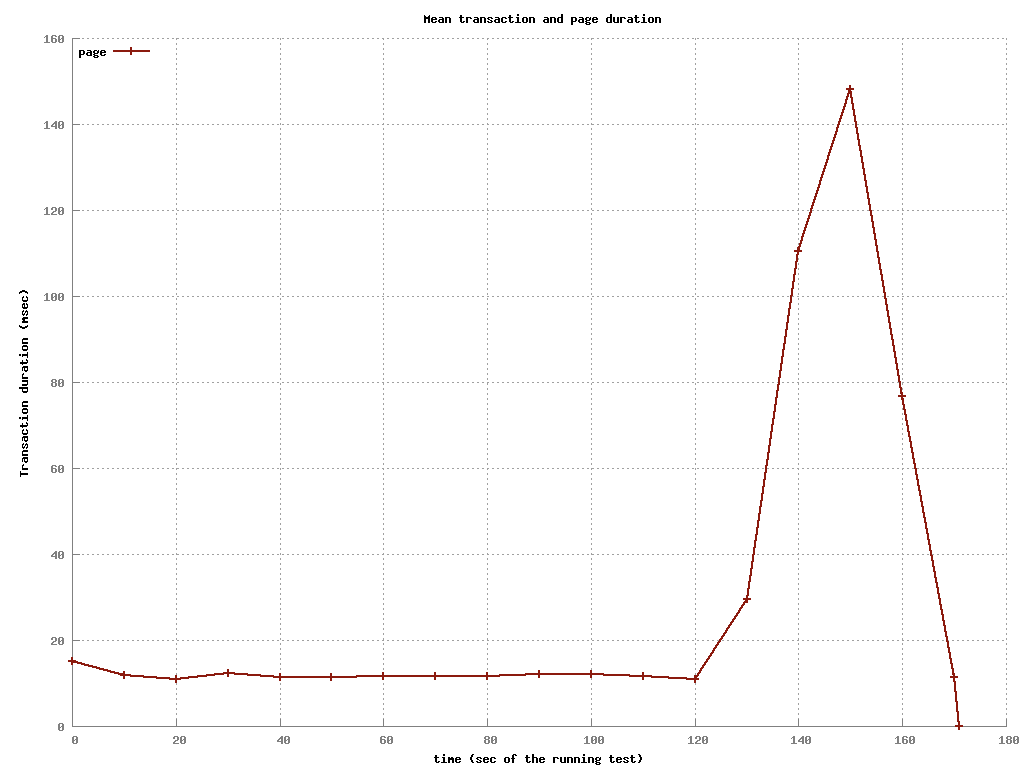 Mean transaction and page duration
160
page
140
120
100
80
60
40
20
0
Transaction duration (msec)
0 20 40 60 80 100 120 140 160 180
time (sec of the running test)